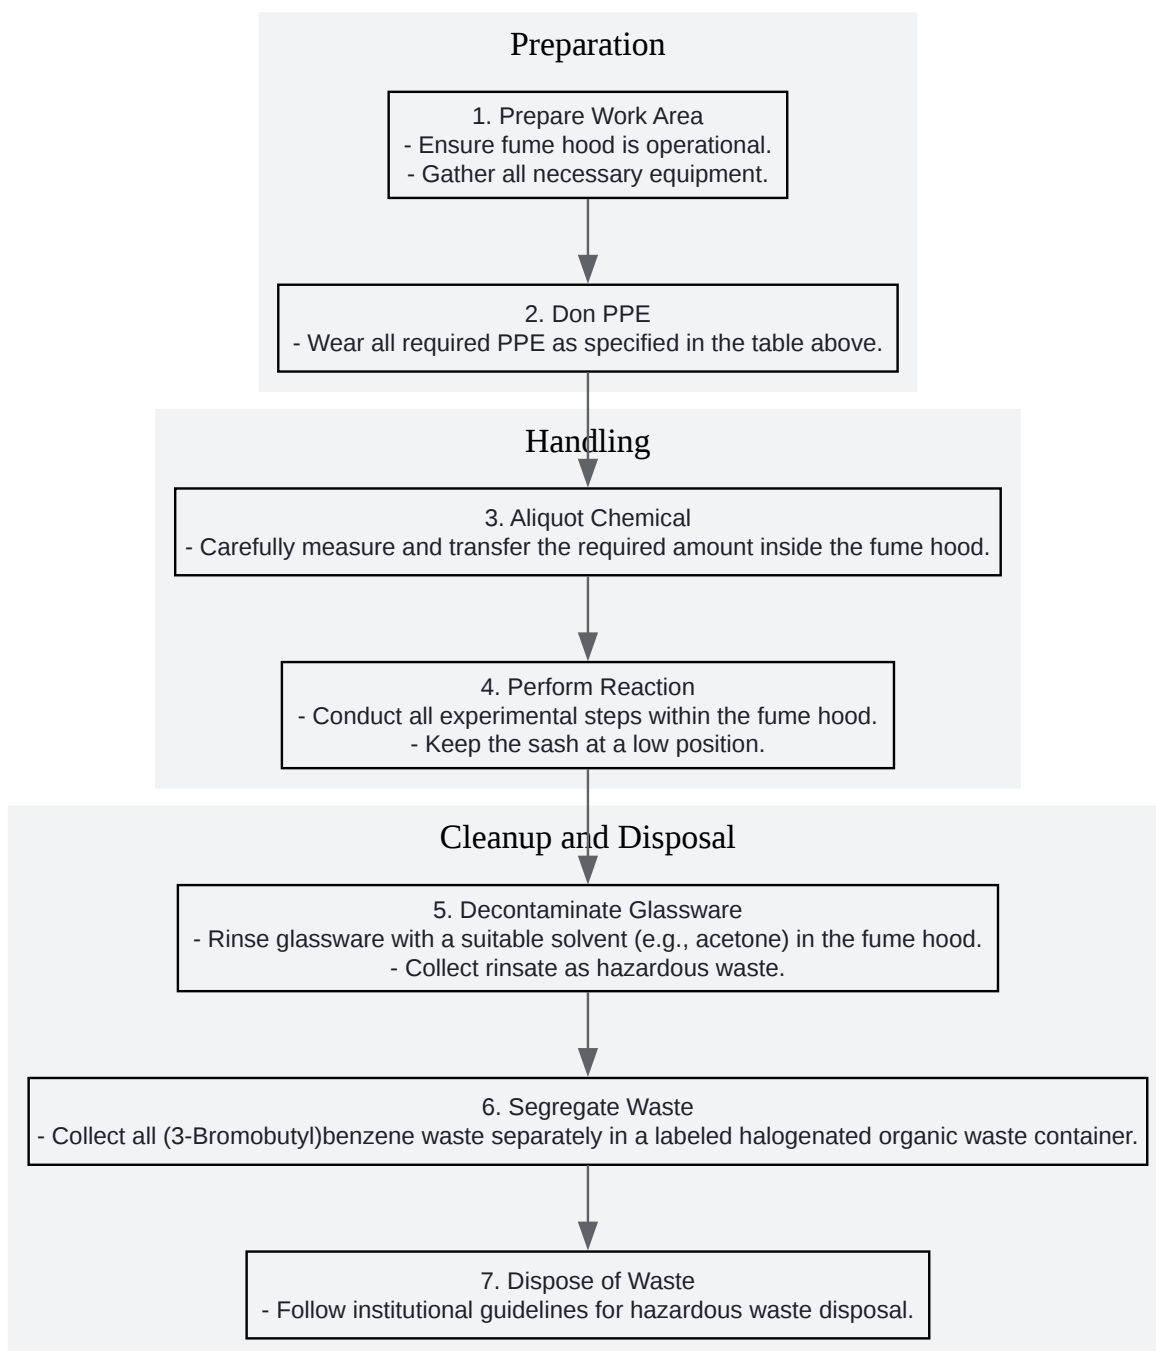 Preparation
1. Prepare Work Area
- Ensure fume hood is operational.
- Gather all necessary equipment.
2. Don PPE
- Wear all required PPE as specified in the table above.
Handling
3. Aliquot Chemical
- Carefully measure and transfer the required amount inside the fume hood.
4. Perform Reaction
- Conduct all experimental steps within the fume hood.
- Keep the sash at a low position.
Cleanup and Disposal
5. Decontaminate Glassware
- Rinse glassware with a suitable solvent (e.g., acetone) in the fume hood.
- Collect rinsate as hazardous waste.
6. Segregate Waste
- Collect all (3-Bromobutyl)benzene waste separately in a labeled halogenated organic waste container.
7. Dispose of Waste
- Follow institutional guidelines for hazardous waste disposal.